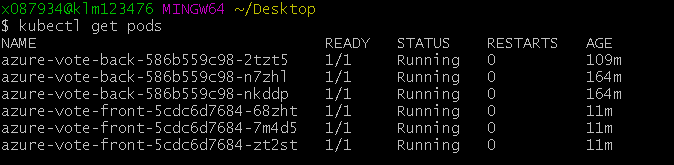 x087934@klm123476 MINGW64 ~/Desktop
$ kubectl get pods
NAME READY STATUS RESTARTS AGE
azure-vote-back-586b559c98-2tzt5 1/1 Running 0 109m
azure-vote-back-586b559c98-n7zhl 1/1 Running 0 164m
azure-vote-back-586b559c98-nkddp 1/1 Running 0 164m
azure-vote-front-5cdc6d7684-68zht 1/1 Running 0 11m
azure-vote-front-5cdc6d7684-7m4d5 1/1 Running 0 11m
azure-vote-front-5cdc6d7684-zt2st 1/1 Running 0 11m